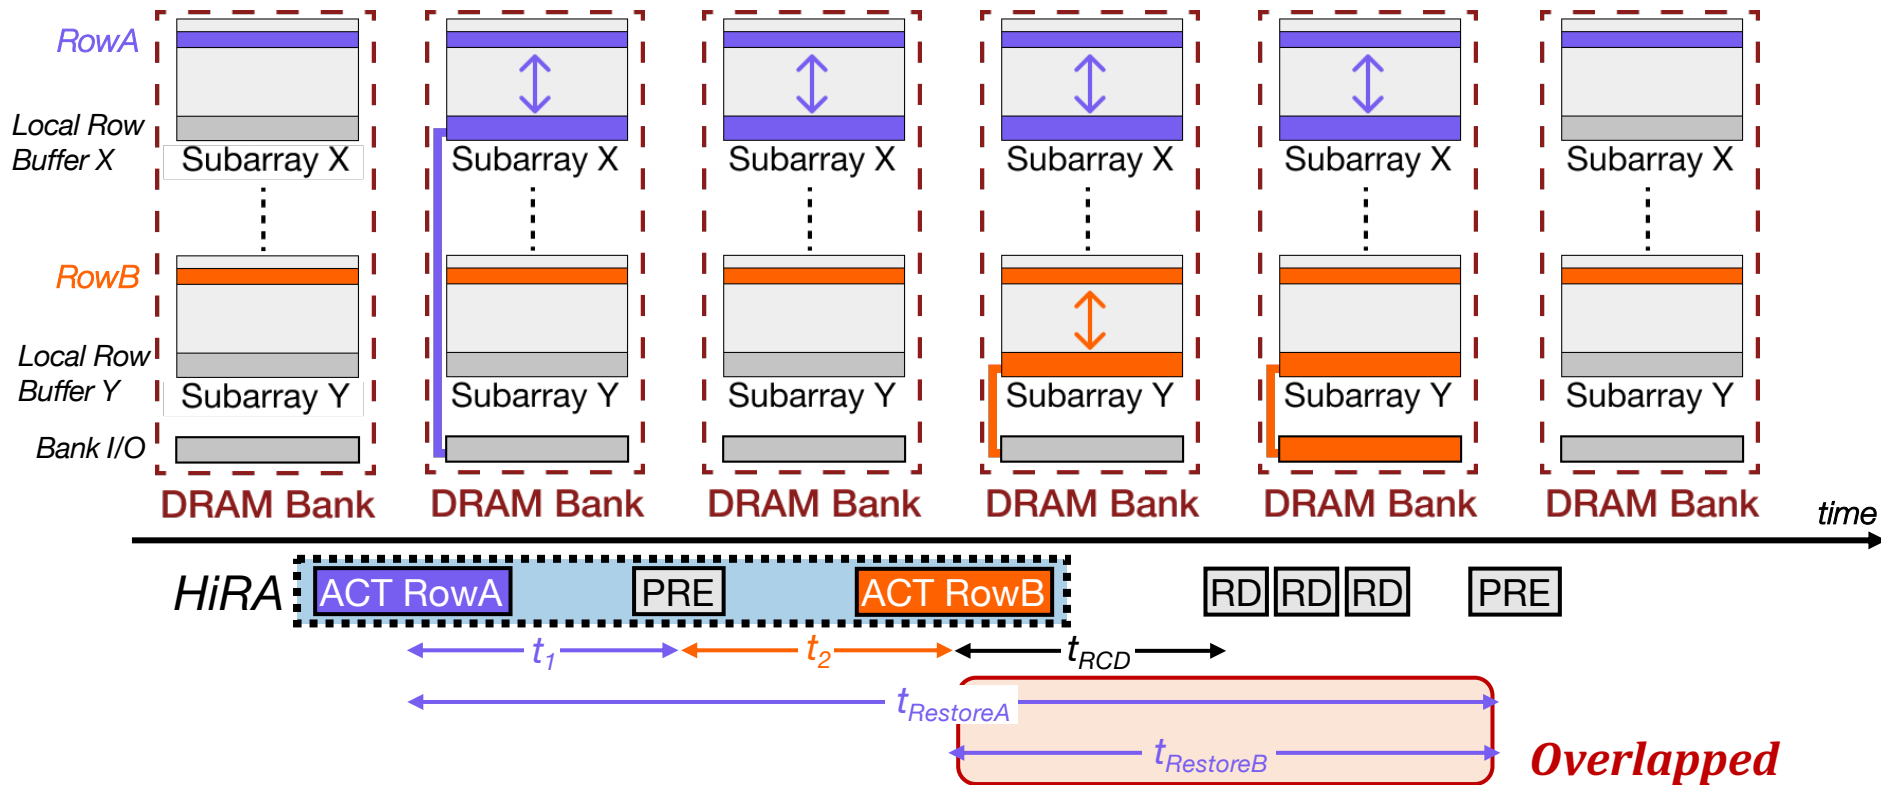 RowA
Local Row
Buffer X
Subarray X
Subarray X
Subarray X
Subarray X
Subarray X
Subarray X
RowB
Local Row
Buffer Y
Subarray Y
Subarray Y
Subarray Y
Subarray Y
Subarray Y
Subarray Y
Bank I/O
DRAM Bank
DRAM Bank
DRAM Bank
DRAM Bank
DRAM Bank
DRAM Bank
time
HiRA
ACT RowA
PRE
ACT RowB
RD
RD
RD
PRE
t1
t2
tRCD
tRestoreA
tRestoreB
Overlapped